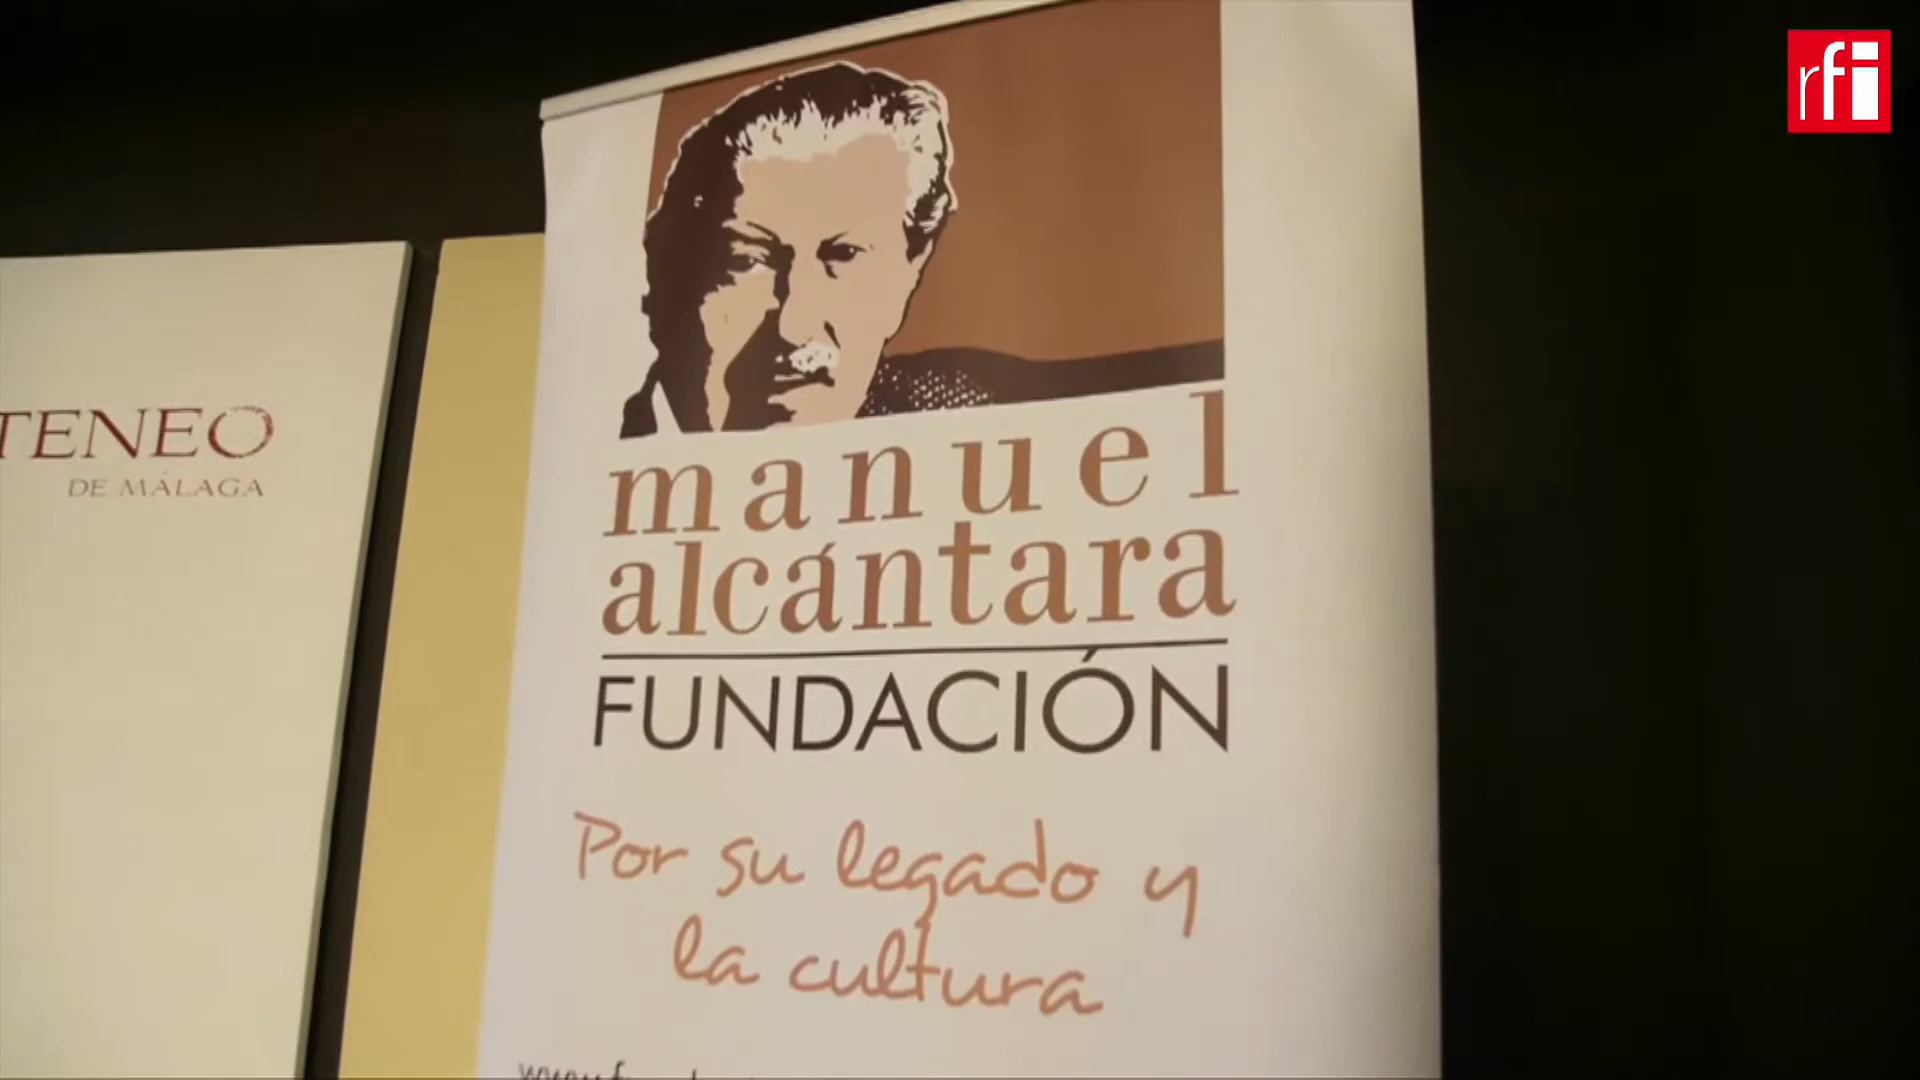 rfi
TENEO
DE MÁLAGA
manuel
alcántara
FUNDACIÓN
Por su legado y
la cultura